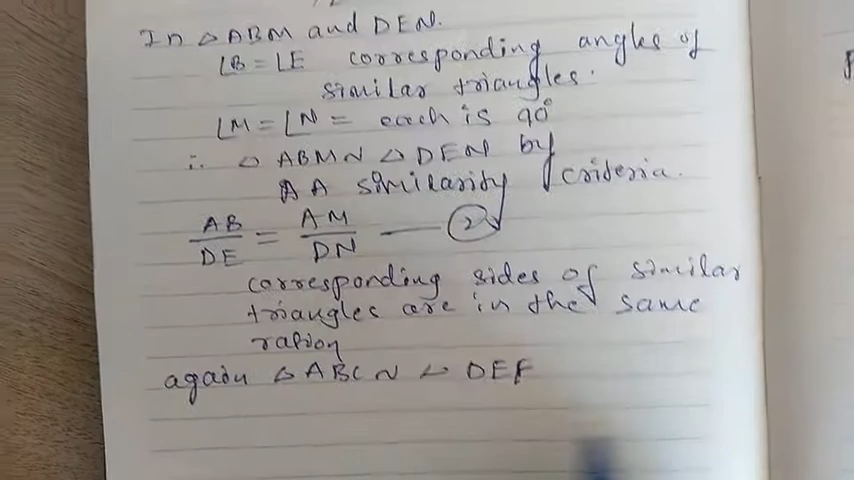 In △ABM and DEN.
∠B = ∠E corresponding angles of
similar triangles.
∠M = ∠N = each is 90°
∴ △ ABM ~ △ DEN by
AA similarity criteria.
AB/DE = AM/DN — ②
corresponding sides of similar
triangles are in the same
ration
again △ ABC ~ △ DEF